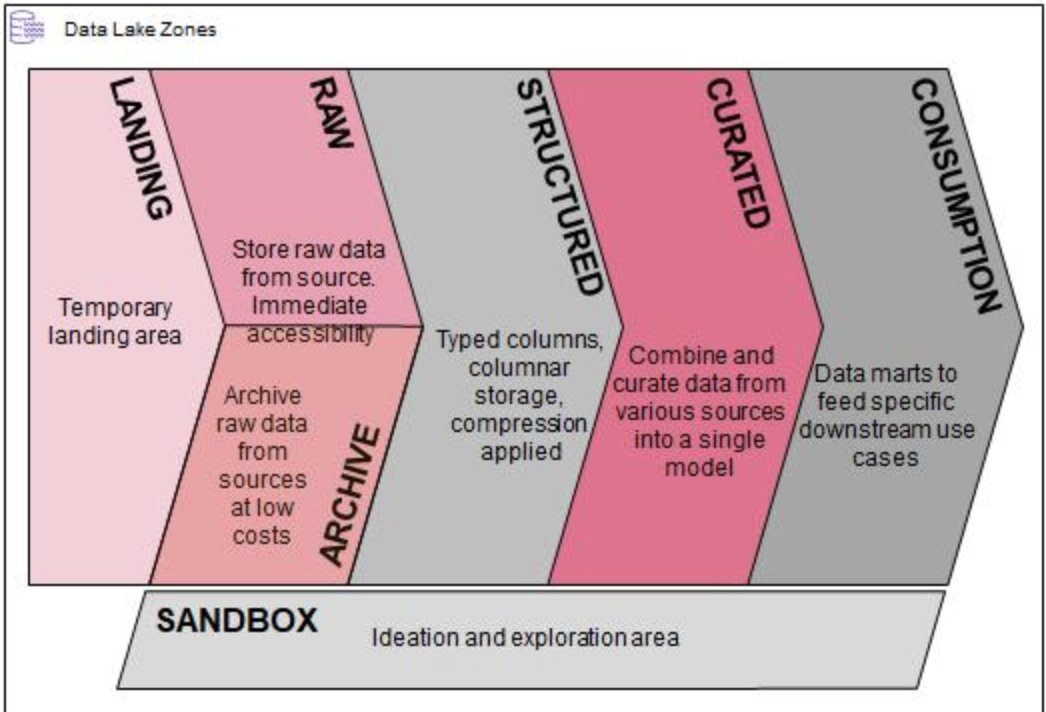 Data Lake Zones
LANDING
Temporary
landing area
RAW
Store raw data
from source.
Immediate
accessibility
ARCHIVE
Archive
raw data
from
sources
at low
costs
STRUCTURED
Typed columns,
columnar
storage,
compression
applied
CURATED
Combine and
curate data from
various sources
into a single
model
CONSUMPTION
Data marts to
feed specific
downstream use
cases
SANDBOX
Ideation and exploration area